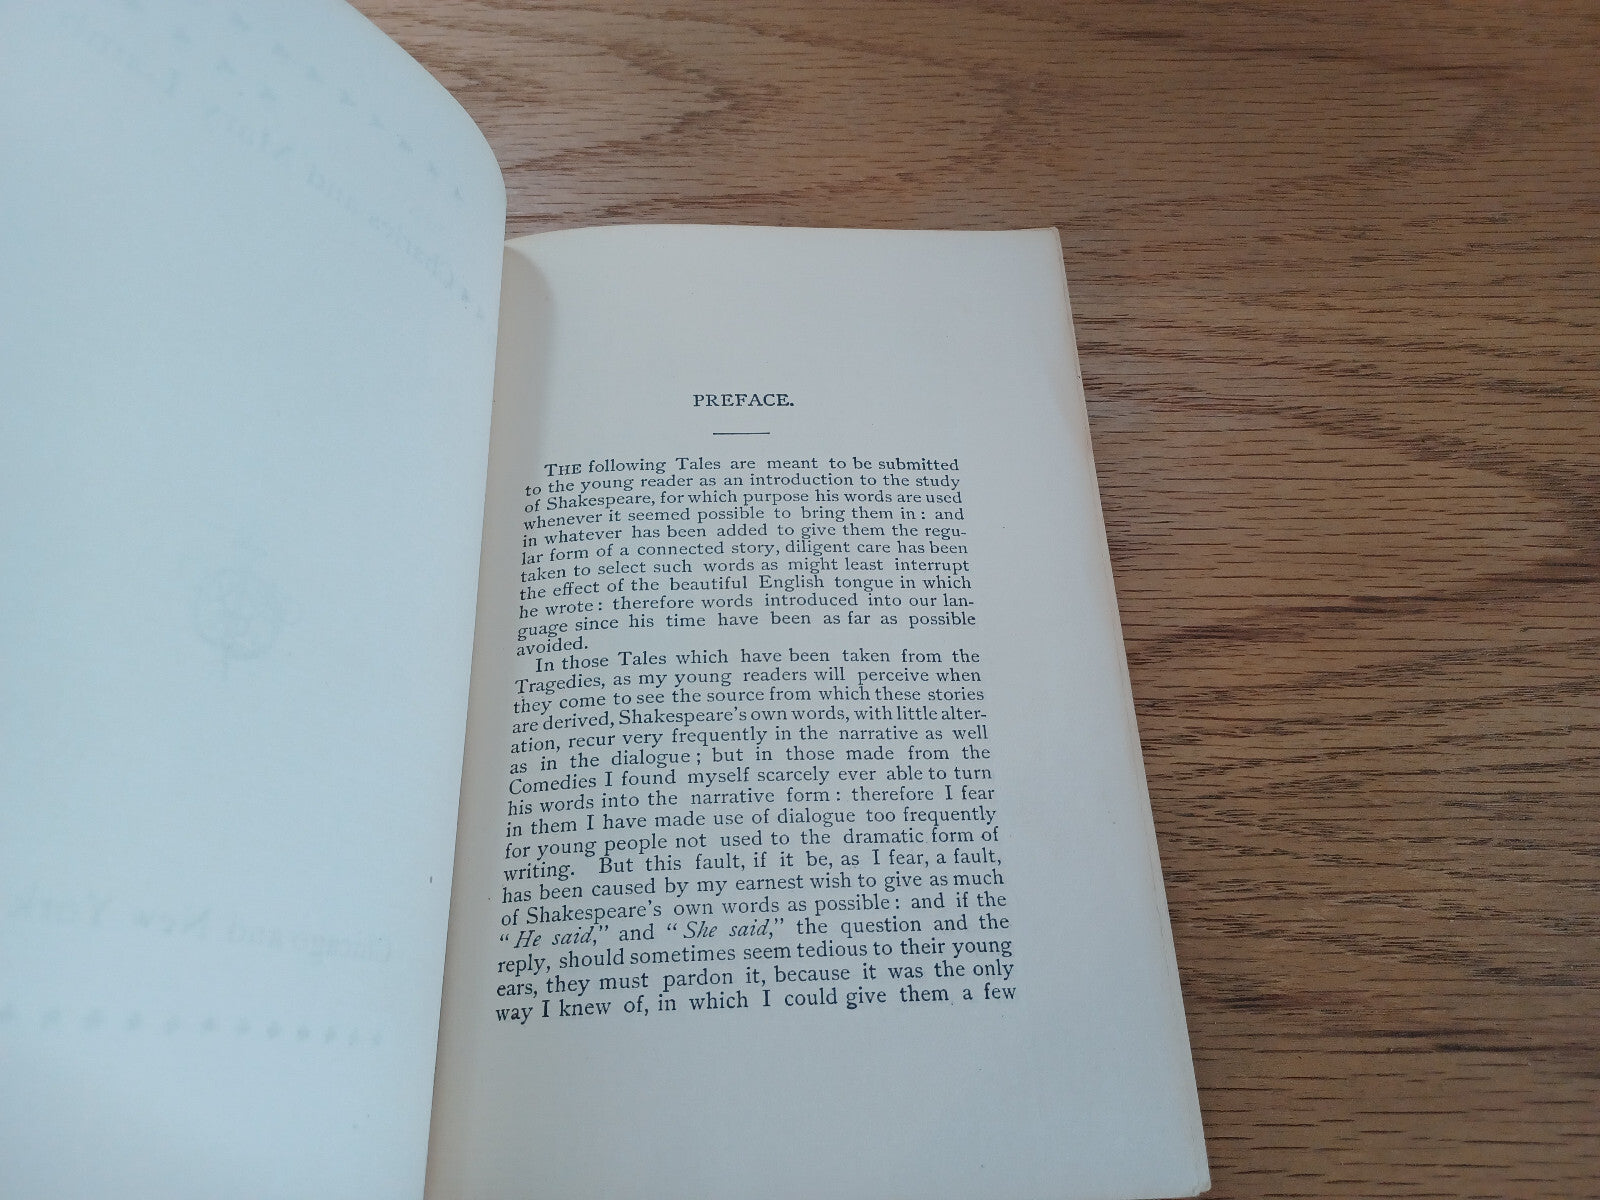 Charles and Mary Lamb
Chicago and New York
PREFACE.
THE following Tales are meant to be submitted
to the young reader as an introduction to the study
of Shakespeare, for which purpose his words are used
whenever it seemed possible to bring them in : and
in whatever has been added to give them the regu-
lar form of a connected story, diligent care has been
taken to select such words as might least interrupt
the effect of the beautiful English tongue in which
he wrote : therefore words introduced into our lan-
guage since his time have been as far as possible
avoided.
In those Tales which have been taken from the
Tragedies, as my young readers will perceive when
they come to see the source from which these stories
are derived, Shakespeare's own words, with little alter-
ation, recur very frequently in the narrative as well
as in the dialogue ; but in those made from the
Comedies I found myself scarcely ever able to turn
his words into the narrative form : therefore I fear
in them I have made use of dialogue too frequently
for young people not used to the dramatic form of
writing. But this fault, if it be, as I fear, a fault,
has been caused by my earnest wish to give as much
of Shakespeare's own words as possible : and if the
“ He said,” and “ She said,” the question and the
reply, should sometimes seem tedious to their young
ears, they must pardon it, because it was the only
way I knew of, in which I could give them a few